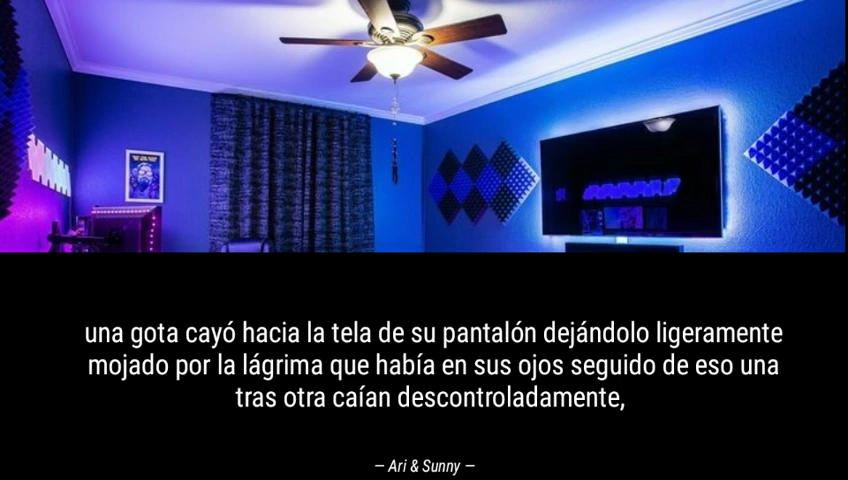 una gota cayó hacia la tela de su pantalón dejándolo ligeramente
mojado por la lágrima que había en sus ojos seguido de eso una
tras otra caían descontroladamente,
— Ari & Sunny —